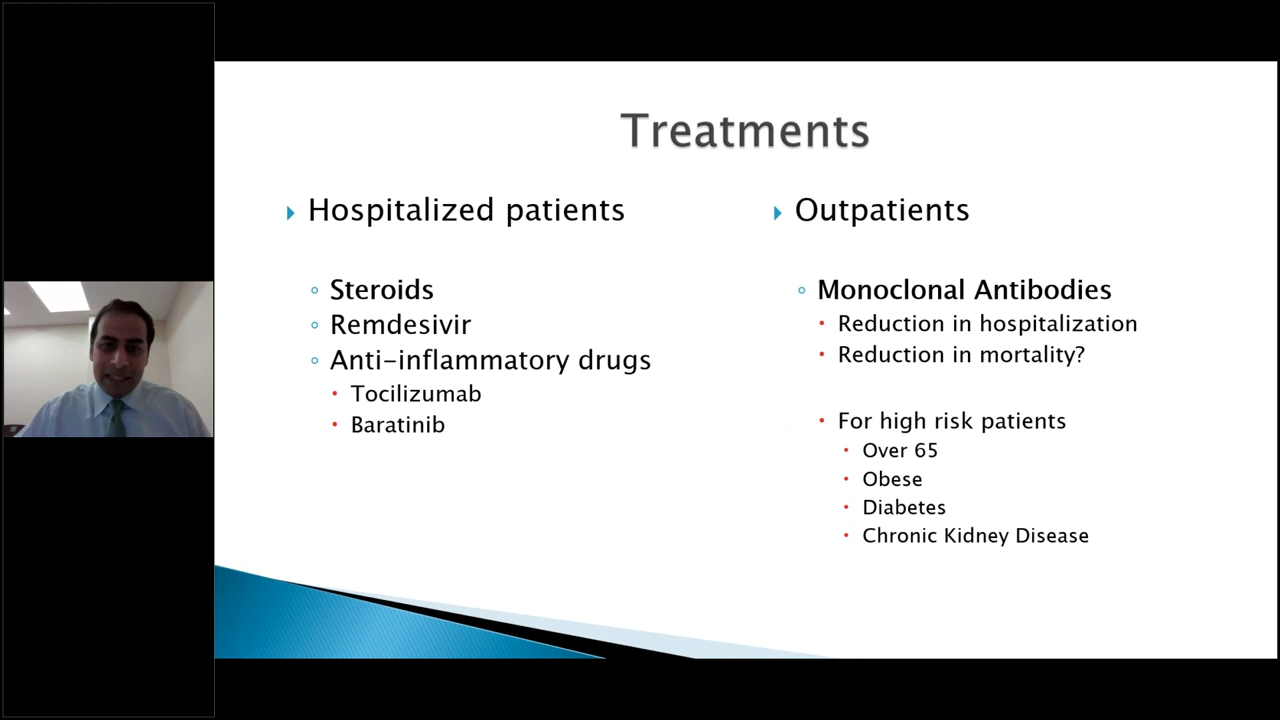 Treatments
Hospitalized patients
Steroids
Remdesivir
Anti-inflammatory drugs
Tocilizumab
Baratinib
Outpatients
Monoclonal Antibodies
Reduction in hospitalization
Reduction in mortality?
For high risk patients
Over 65
Obese
Diabetes
Chronic Kidney Disease